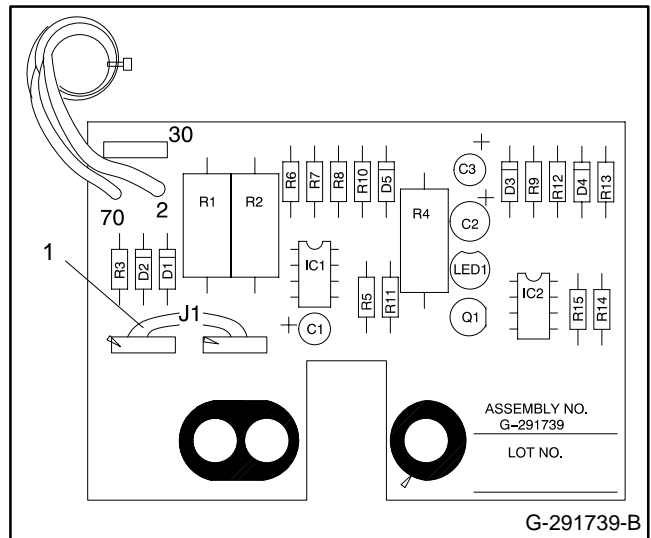 30
70
2
1
J1
R1
R2
R6
R7
R8
R10
D5
R4
C3
C2
LED1
Q1
D3
R9
R12
D4
R13
R3
D2
D1
IC1
C1
R5
R11
IC2
R15
R14
ASSEMBLY NO.
G-291739
LOT NO.
G-291739-B